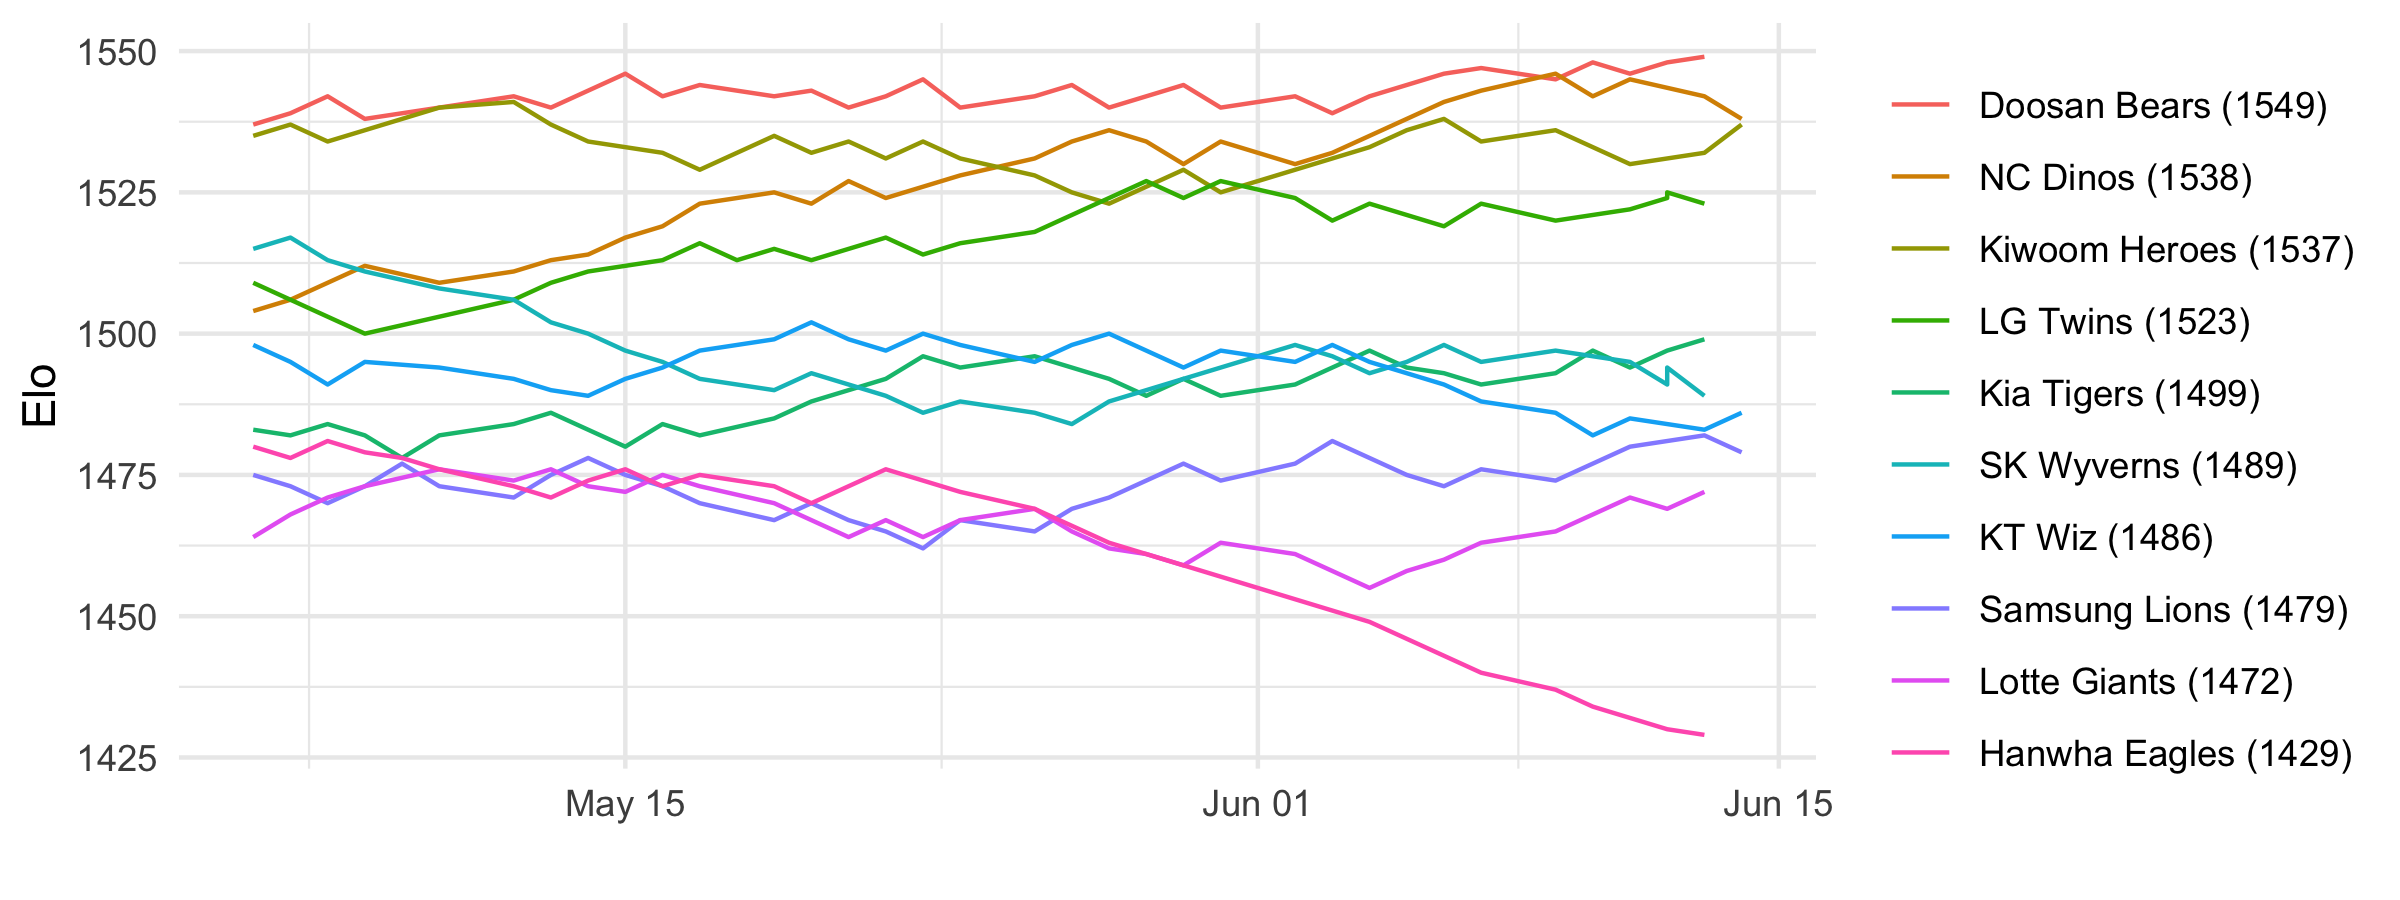 Elo
1550
1525
1500
1475
1450
1425
May 15
Jun 01
Jun 15
Doosan Bears (1549)
NC Dinos (1538)
Kiwoom Heroes (1537)
LG Twins (1523)
Kia Tigers (1499)
SK Wyverns (1489)
KT Wiz (1486)
Samsung Lions (1479)
Lotte Giants (1472)
Hanwha Eagles (1429)